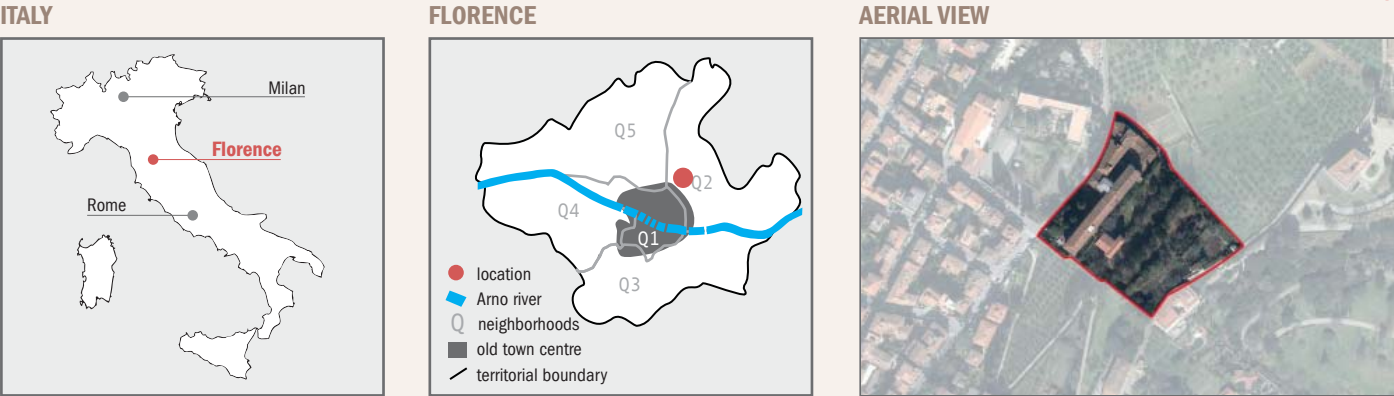 ITALY
Milan
Florence
Rome
FLORENCE
Q5
Q2
Q4
Q1
Q3
location
Arno river
Q neighborhoods
old town centre
territorial boundary
AERIAL VIEW